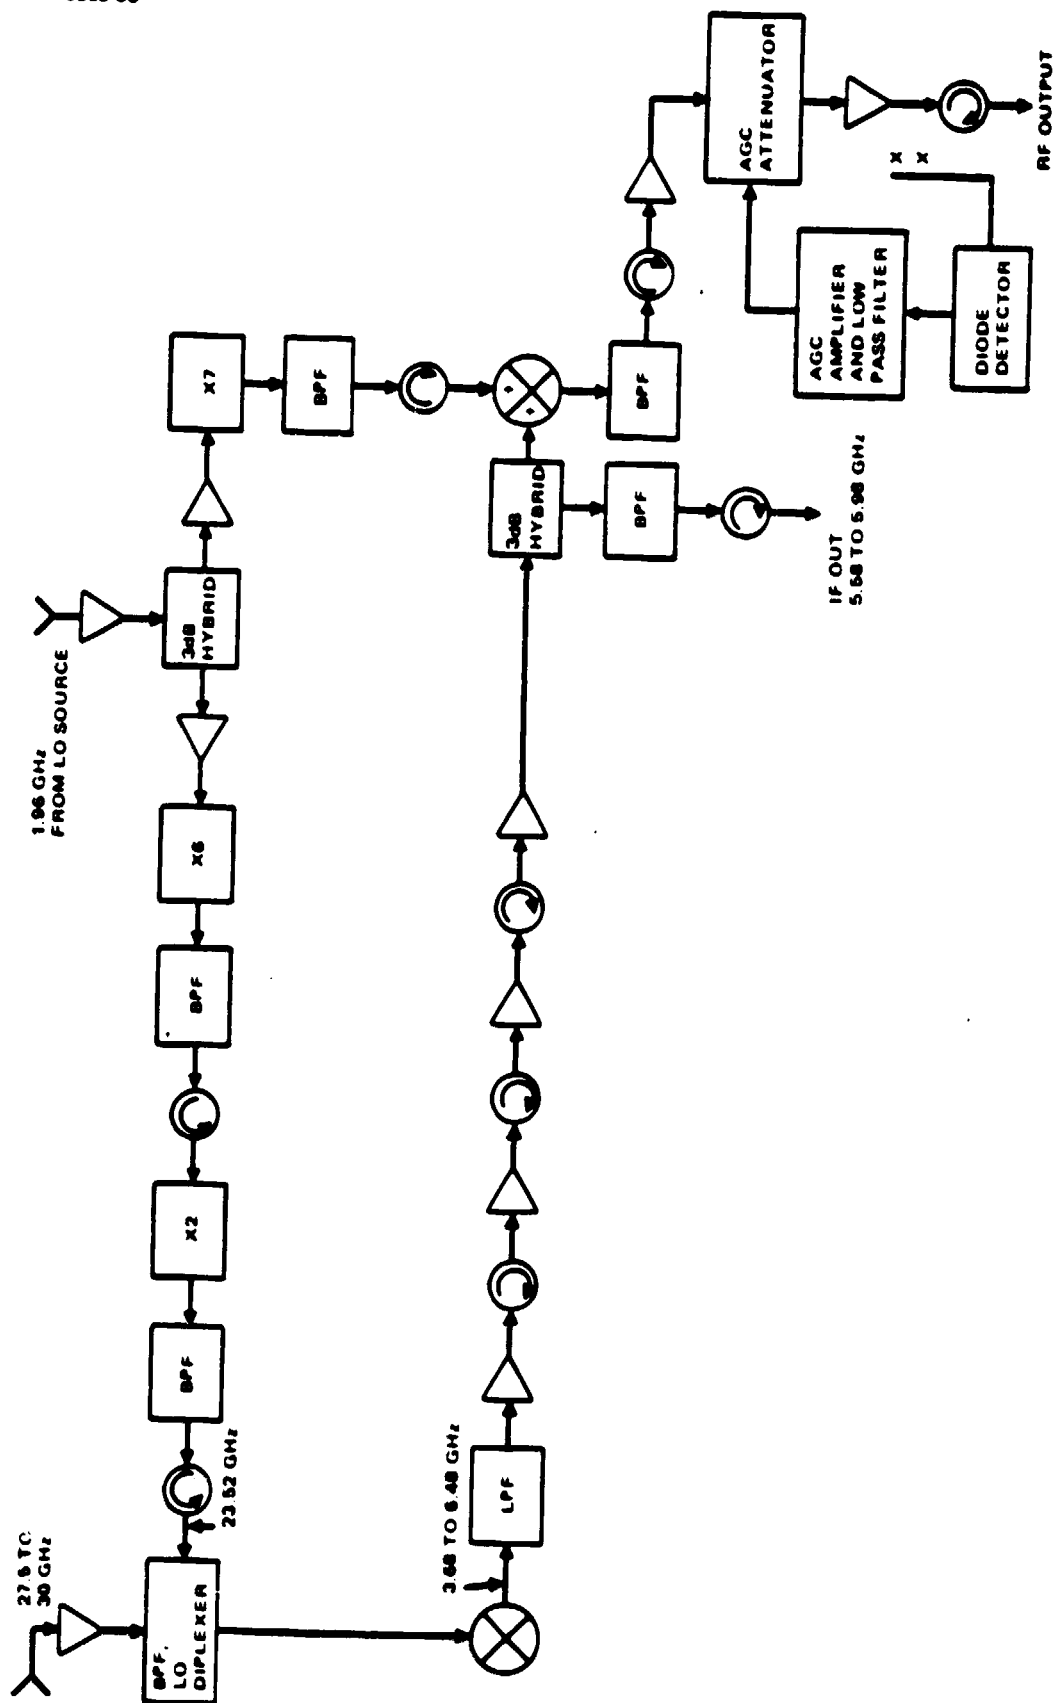 27.5 TO
30 GHz
1.96 GHz
FROM LO SOURCE
BPF,
LO
DIPLEXER
23.52 GHz
BPF
X2
BPF
X6
3dB
HYBRID
X7
BPF
3.68 TO 6.48 GHz
LPF
3dB
HYBRID
BPF
BPF
IF OUT
5.58 TO 5.98 GHz
AGC
ATTENUATOR
AGC
AMPLIFIER
AND LOW
PASS FILTER
DIODE
DETECTOR
X X
RF OUTPUT